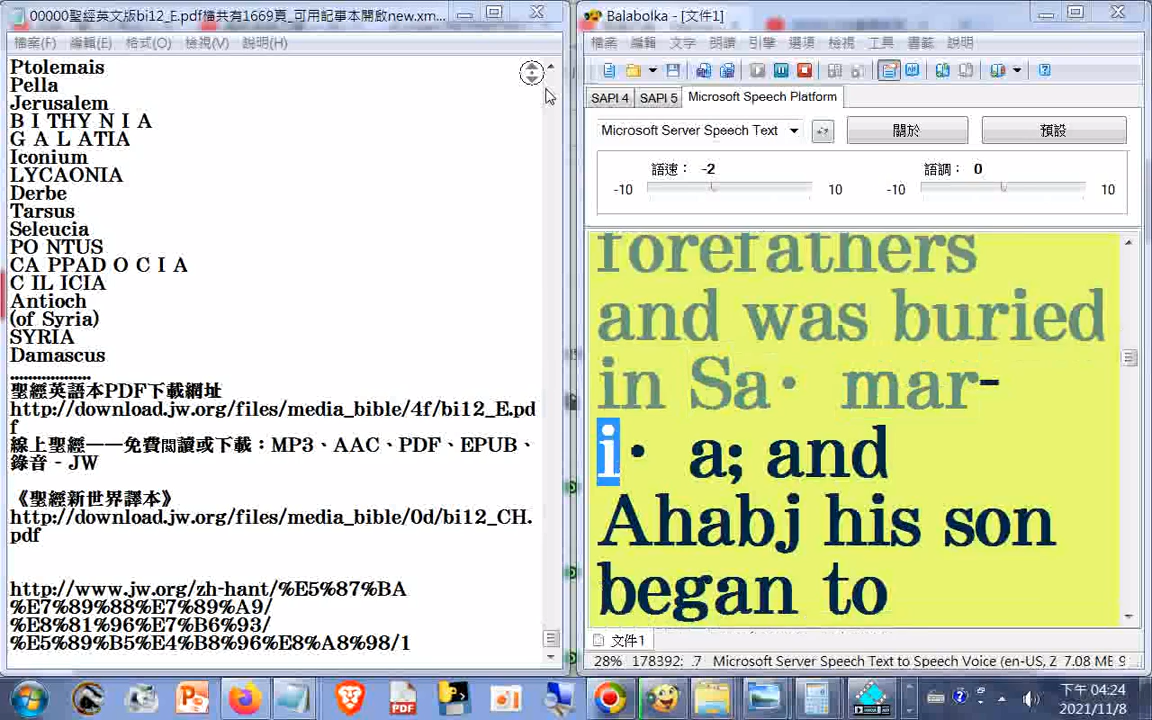 00000聖經英文版bi12_E.pdf檔共有1669頁_可用記事本開啟new.xm...
檔案(F) 編輯(E) 格式(O) 檢視(V) 說明(H)
Ptolemais
Pella
Jerusalem
B I THY N I A
G A L ATIA
Iconium
LYCAONIA
Derbe
Tarsus
Seleucia
PO NTUS
CA PPAD O C I A
C IL ICIA
Antioch
(of Syria)
SYRIA
Damascus
..................
聖經英語本PDF下載網址
http://download.jw.org/files/media_bible/4f/bi12_E.pd
f
線上聖經——免費閱讀或下載：MP3、AAC、PDF、EPUB、
錄音 - JW
《聖經新世界譯本》
http://download.jw.org/files/media_bible/0d/bi12_CH.
pdf
http://www.jw.org/zh-hant/%E5%87%BA
%E7%89%88%E7%89%A9/
%E8%81%96%E7%B6%93/
%E5%89%B5%E4%B8%96%E8%A8%98/1
Balabolka - [文件1]
檔案 編輯 文字 朗讀 引擎 選項 檢視 工具 書籤 說明
SAPI 4 SAPI 5 Microsoft Speech Platform
Microsoft Server Speech Text 關於 預設
語速： -2 語調： 0
-10 10 -10 10
forefathers
and was buried
in Sa· mar-
i· a; and
Ahabj his son
began to
文件1
28% 178392: .7 Microsoft Server Speech Text to Speech Voice (en-US, Z 7.08 MB 9
PDF
下午 04:24
2021/11/8